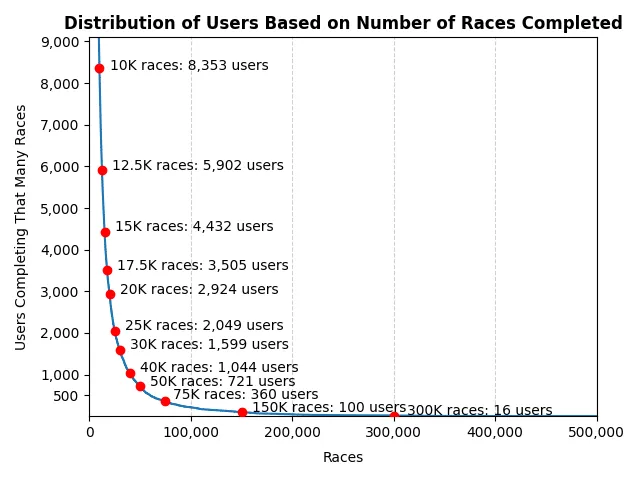 Distribution of Users Based on Number of Races Completed
Users Completing That Many Races
9,000
8,000
7,000
6,000
5,000
4,000
3,000
2,000
1,000
500
10K races: 8,353 users
12.5K races: 5,902 users
15K races: 4,432 users
17.5K races: 3,505 users
20K races: 2,924 users
25K races: 2,049 users
30K races: 1,599 users
40K races: 1,044 users
50K races: 721 users
75K races: 360 users
150K races: 100 users
300K races: 16 users
0
100,000
200,000
300,000
400,000
500,000
Races